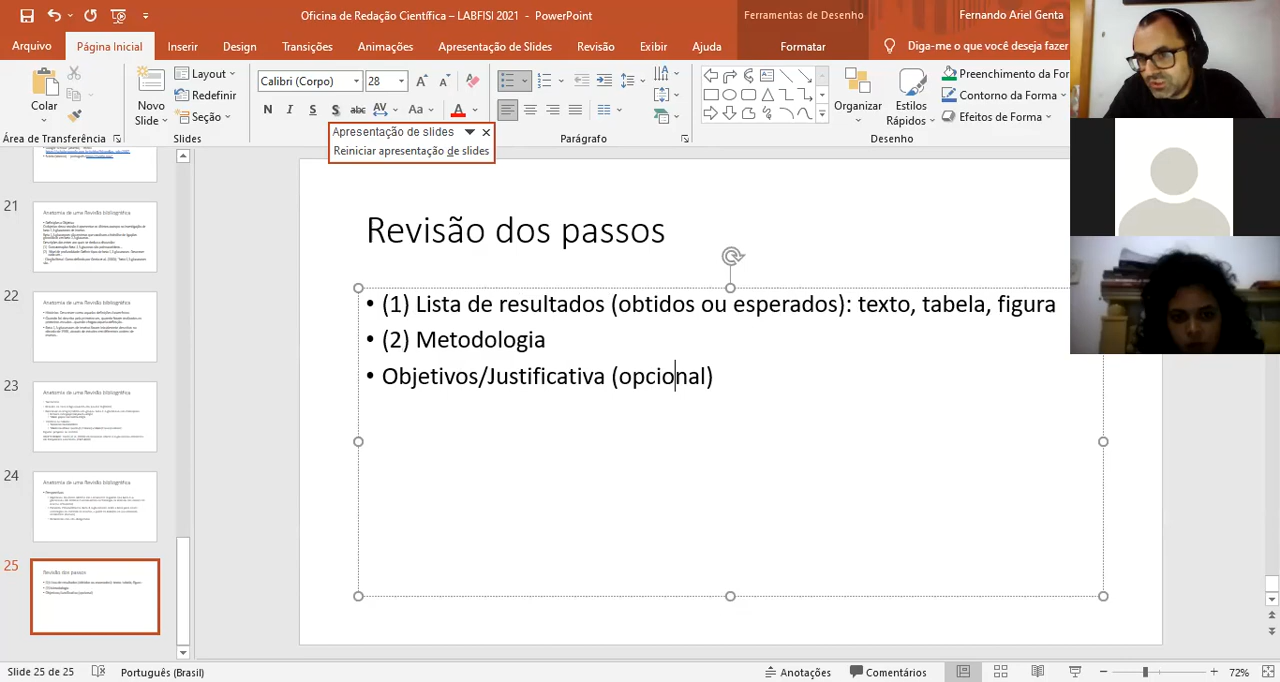 Oficina de Redação Científica – LABFISI 2021 - PowerPoint
Ferramentas de Desenho
Fernando Ariel Genta
Arquivo
Página Inicial
Inserir
Design
Transições
Animações
Apresentação de Slides
Revisão
Exibir
Ajuda
Formatar
Diga-me o que você deseja fazer
Colar
Novo
Slide
Layout
Redefinir
Seção
Calibri (Corpo)
28
N
I
S
S
abc
AV
Aa
A
Organizar
Estilos
Rápidos
Preenchimento da For
Contorno da Forma
Efeitos de Forma
Área de Transferência
Slides
Parágrafo
Desenho
Apresentação de slides
Reiniciar apresentação de slides
21
Anatomia de uma Revisão bibliográfica
22
23
Anatomia de uma Revisão bibliográfica
24
Anatomia de uma Revisão bibliográfica
25
Revisão dos passos
Revisão dos passos
• (1) Lista de resultados (obtidos ou esperados): texto, tabela, figura
• (2) Metodologia
• Objetivos/Justificativa (opcional)
Slide 25 de 25
Português (Brasil)
Anotações
Comentários
72%